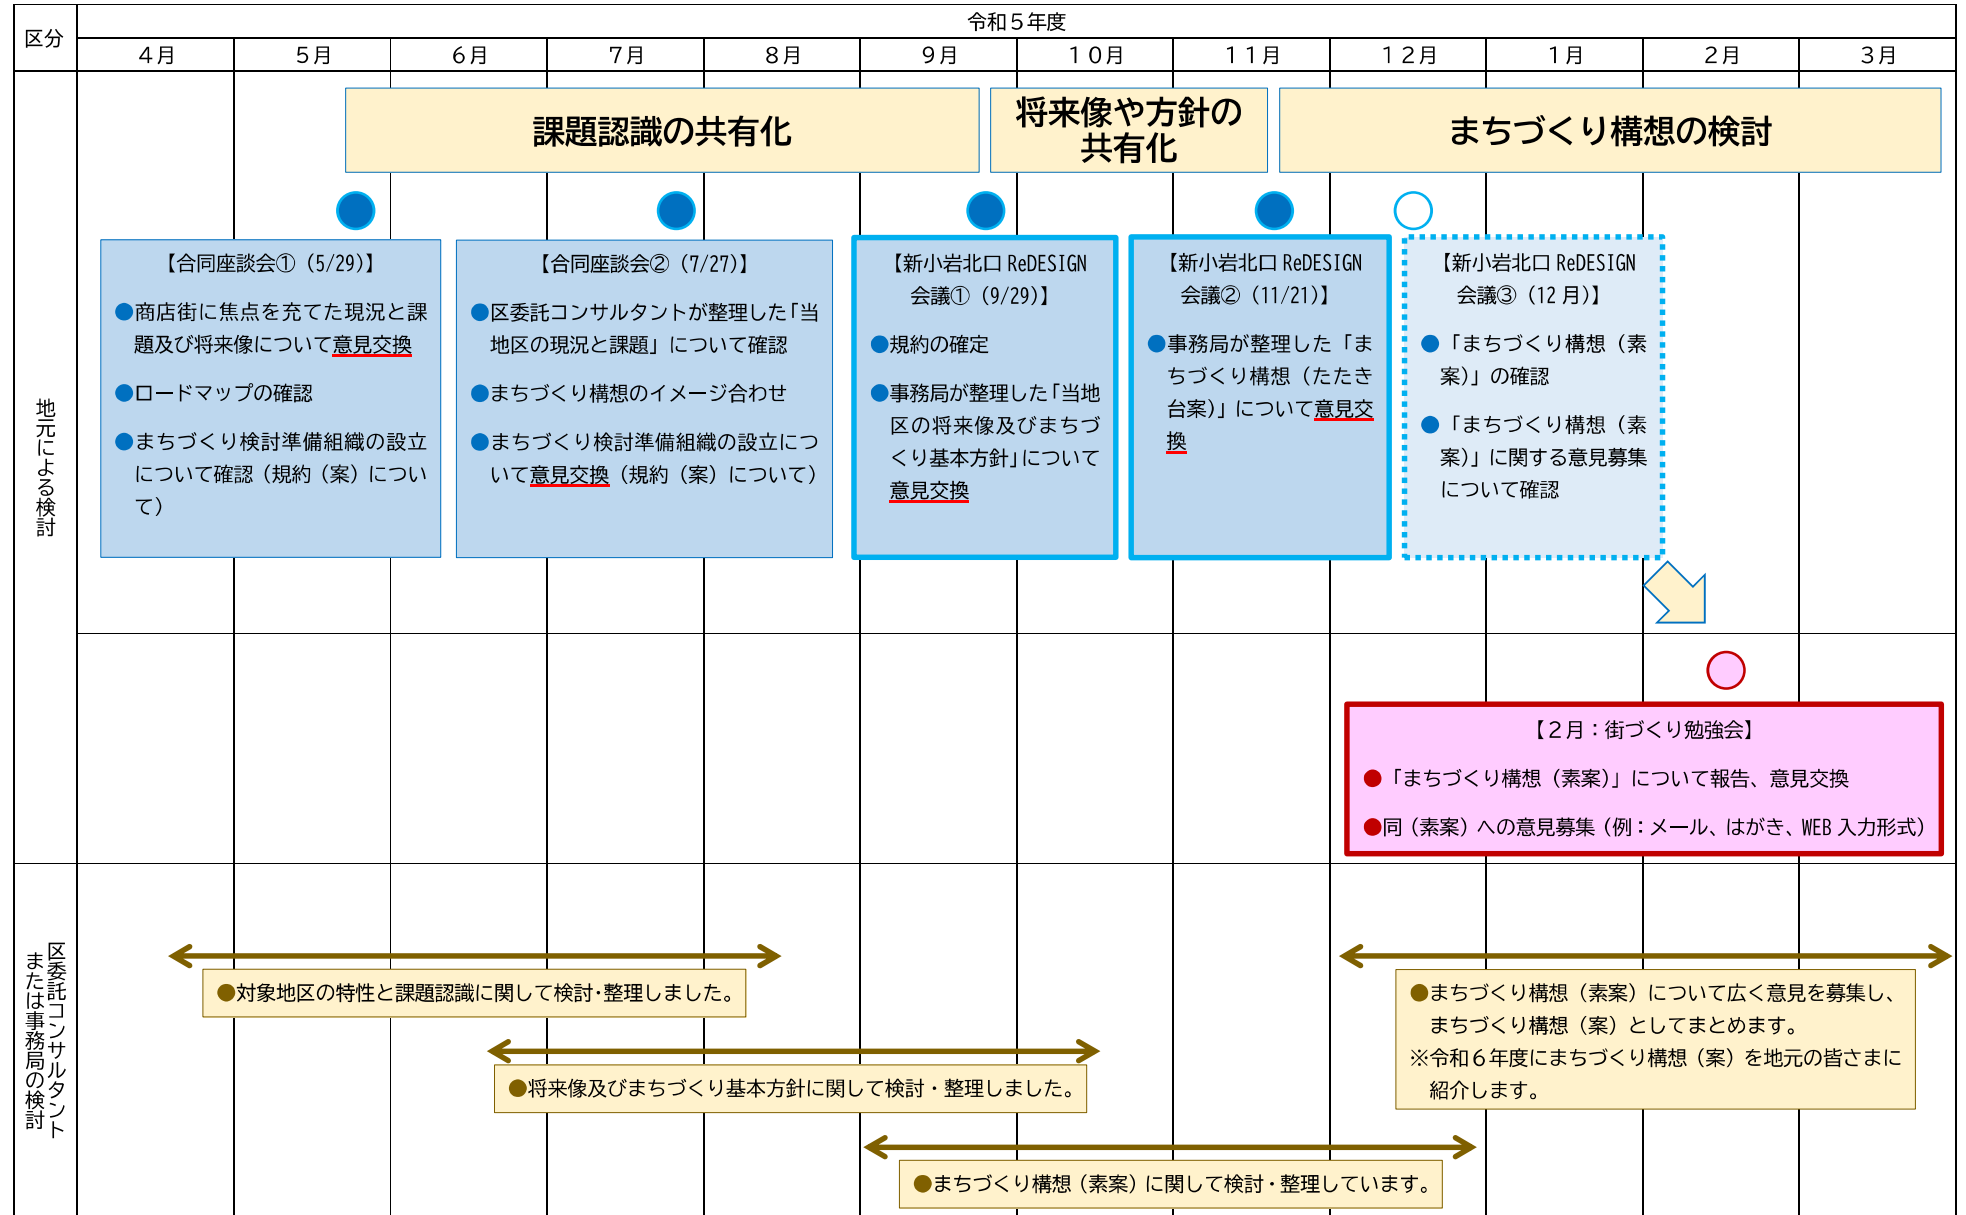 区分
令和５年度
４月
５月
６月
７月
８月
９月
１０月
１１月
１２月
１月
２月
３月
地元による検討
課題認識の共有化
将来像や方針の
共有化
まちづくり構想の検討
【合同座談会①（5/29）】
●商店街に焦点を充てた現況と課
題及び将来像について意見交換
●ロードマップの確認
●まちづくり検討準備組織の設立
について確認（規約（案）につい
て）
【合同座談会②（7/27）】
●区委託コンサルタントが整理した「当
地区の現況と課題」について確認
●まちづくり構想のイメージ合わせ
●まちづくり検討準備組織の設立につ
いて意見交換（規約（案）について）
【新小岩北口 ReDESIGN
会議①（9/29）】
●規約の確定
●事務局が整理した「当地
区の将来像及びまちづ
くり基本方針」について
意見交換
【新小岩北口 ReDESIGN
会議②（11/21）】
●事務局が整理した「ま
ちづくり構想（たたき
台案）」について意見交
換
【新小岩北口 ReDESIGN
会議③（12 月）】
●「まちづくり構想（素
案）」の確認
●「まちづくり構想（素
案）」に関する意見募集
について確認
【２月：街づくり勉強会】
●「まちづくり構想（素案）」について報告、意見交換
●同（素案）への意見募集（例：メール、はがき、WEB 入力形式）
区委託コンサルタント
または事務局の検討
●対象地区の特性と課題認識に関して検討・整理しました。
●将来像及びまちづくり基本方針に関して検討・整理しました。
●まちづくり構想（素案）に関して検討・整理しています。
●まちづくり構想（素案）について広く意見を募集し、
まちづくり構想（案）としてまとめます。
※令和６年度にまちづくり構想（案）を地元の皆さまに
紹介します。